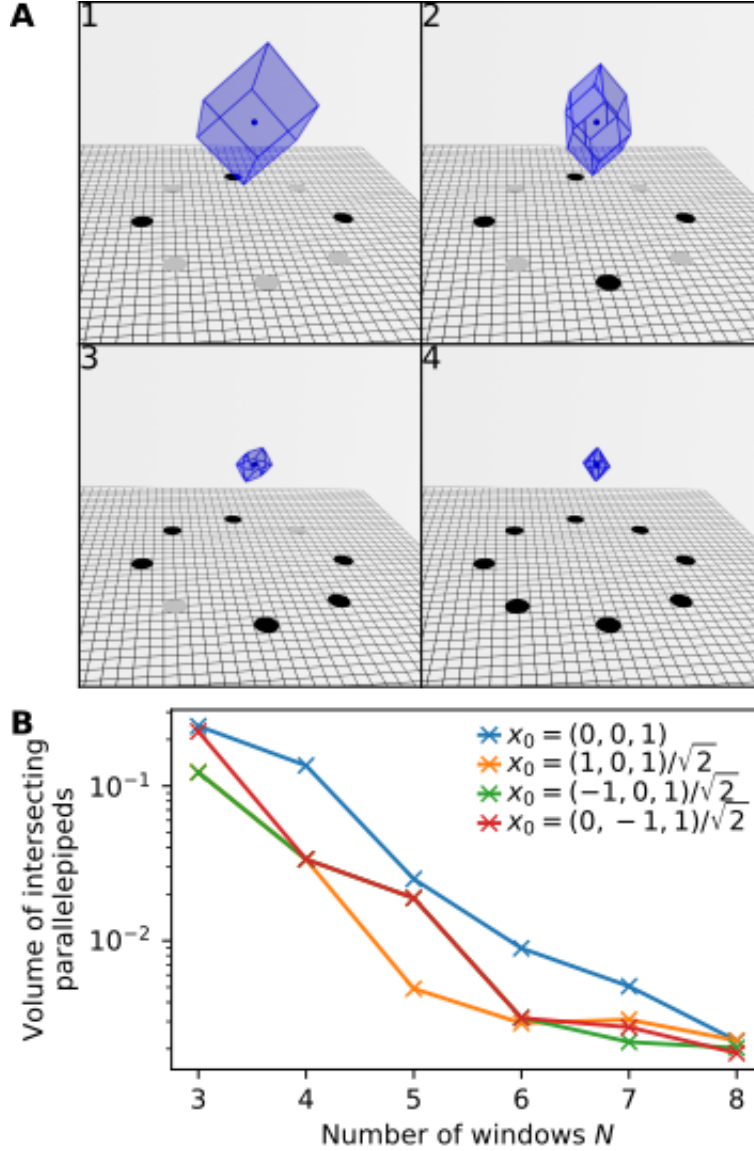 A
1
2
3
4
B
x₀ = (0, 0, 1)
x₀ = (1, 0, 1)/√2
x₀ = (−1, 0, 1)/√2
x₀ = (0, −1, 1)/√2
Volume of intersecting
parallelepipeds
10⁻¹
10⁻²
3 4 5 6 7 8
Number of windows N